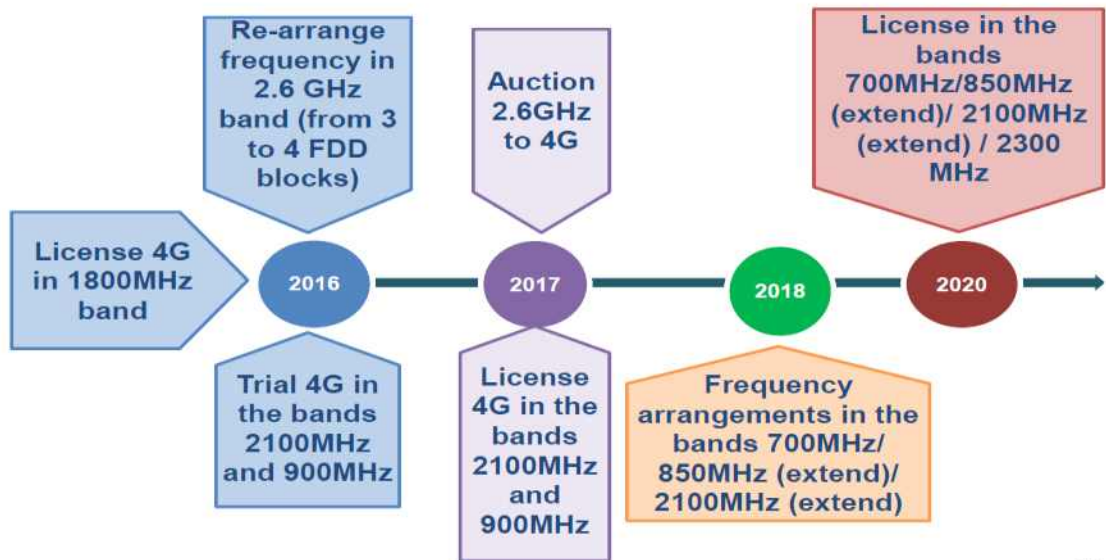 Re-arrange
frequency in
2.6 GHz
band (from 3
to 4 FDD
blocks)
Auction
2.6GHz
to 4G
License in the
bands
700MHz/850MHz
(extend)/ 2100MHz
(extend) / 2300
MHz
License 4G
in 1800MHz
band
2016
2017
2018
2020
Trial 4G in
the bands
2100MHz
and 900MHz
License
4G in the
bands
2100MHz
and
900MHz
Frequency
arrangements in the
bands 700MHz/
850MHz (extend)/
2100MHz (extend)